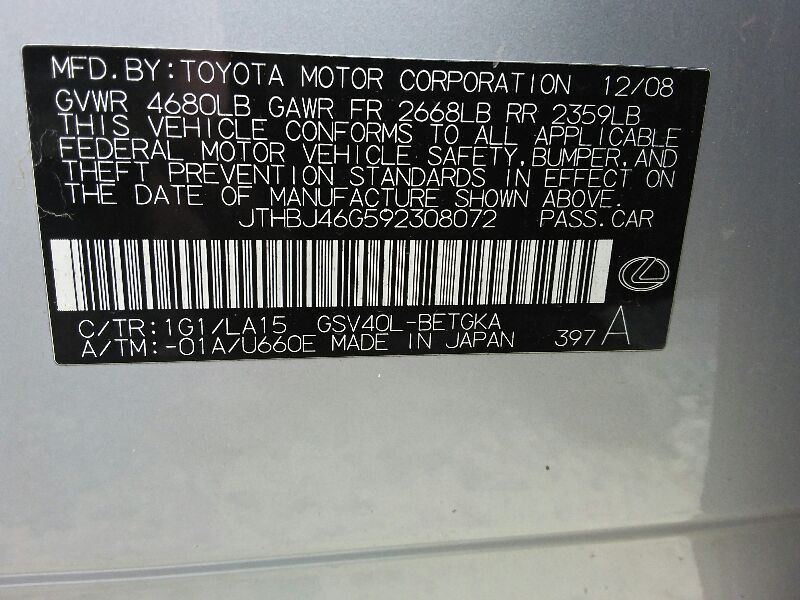 MFD. BY: TOYOTA MOTOR CORPORATION 12/08
GVWR 4680LB GAWR FR 2668LB RR 2359LB
THIS VEHICLE CONFORMS TO ALL APPLICABLE
FEDERAL MOTOR VEHICLE SAFETY, BUMPER, AND
THEFT PREVENTION STANDARDS IN EFFECT ON
THE DATE OF MANUFACTURE SHOWN ABOVE.
JTHBJ46G592308072 PASS. CAR
C/TR: 1G1/LA15 GSV40L-BETGKA
A/TM: -01A/U660E MADE IN JAPAN 397 A